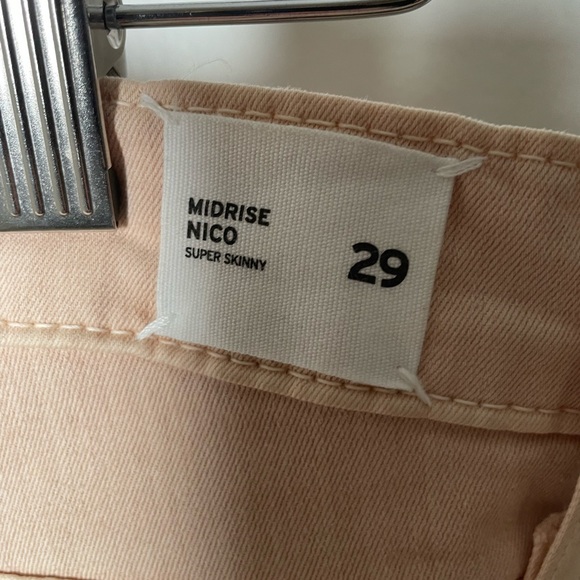 MIDRISE
NICO
SUPER SKINNY
29